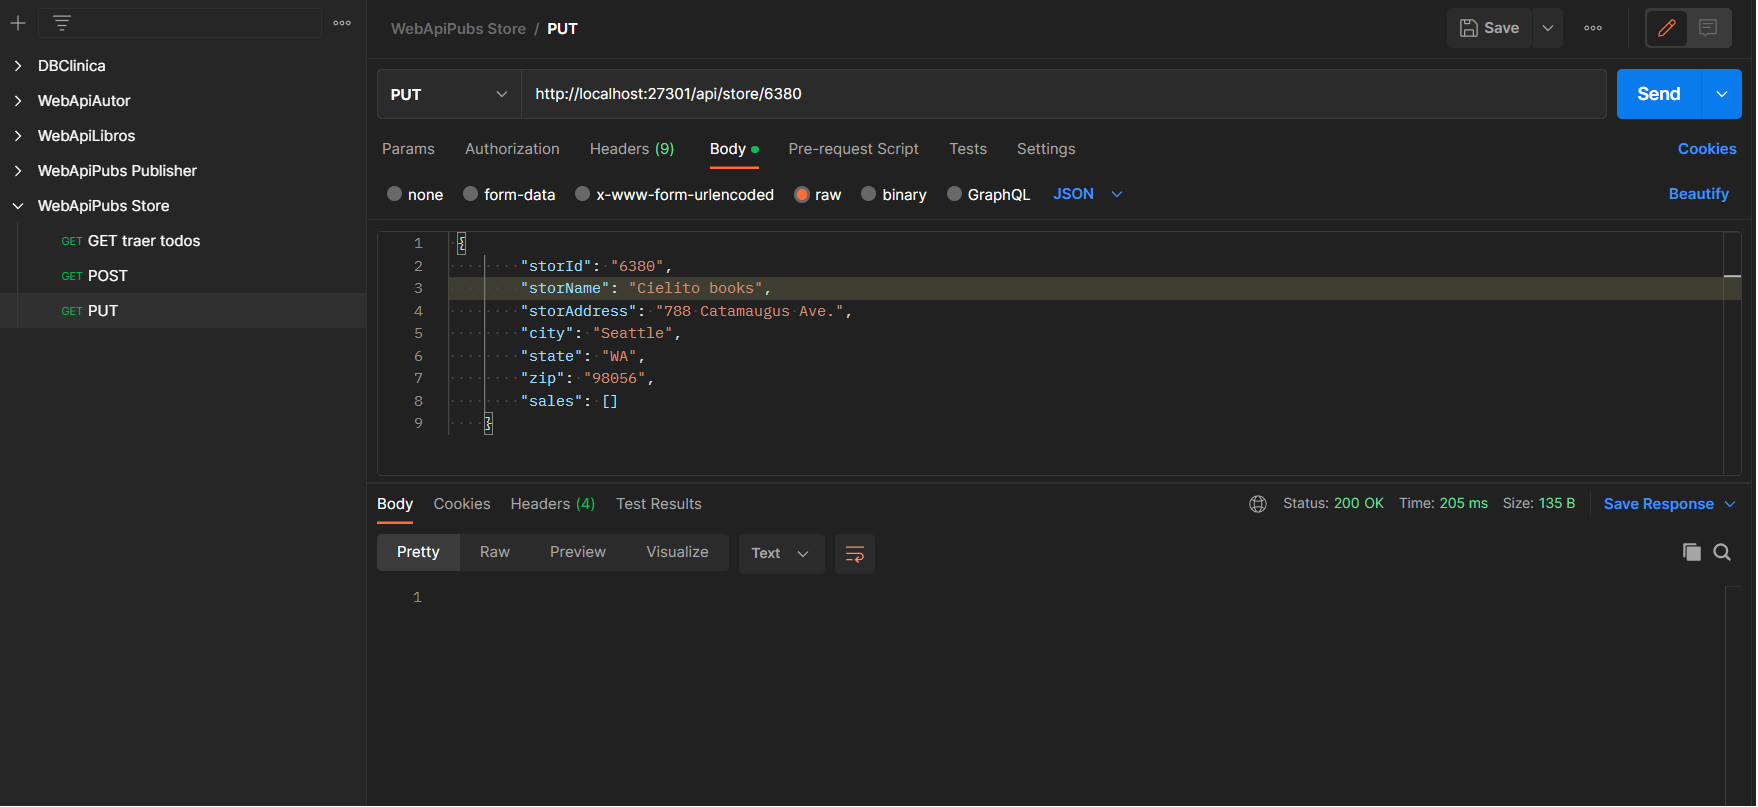 DBClinica
WebApiAutor
WebApiLibros
WebApiPubs Publisher
WebApiPubs Store
GET GET traer todos
GET POST
GET PUT
WebApiPubs Store / PUT
Save
PUT
http://localhost:27301/api/store/6380
Send
Params Authorization Headers (9) Body Pre-request Script Tests Settings Cookies
none form-data x-www-form-urlencoded raw binary GraphQL JSON Beautify
1 {
2 "storId": "6380",
3 "storName": "Cielito books",
4 "storAddress": "788 Catamaugus Ave.",
5 "city": "Seattle",
6 "state": "WA",
7 "zip": "98056",
8 "sales": []
9 }
Body Cookies Headers (4) Test Results Status: 200 OK Time: 205 ms Size: 135 B Save Response
Pretty Raw Preview Visualize Text
1